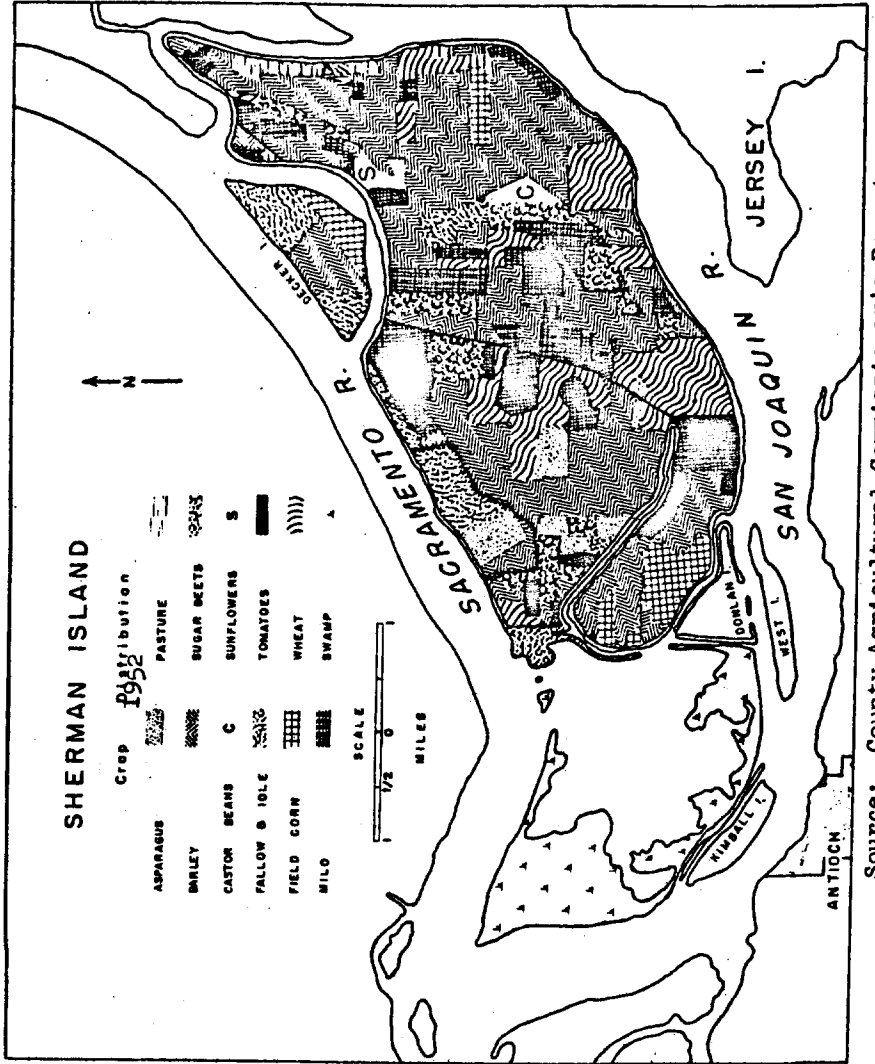 SHERMAN ISLAND
Crop Distribution
1952
ASPARAGUS
PASTURE
BARLEY
SUGAR BEETS
CASTOR BEANS C
SUNFLOWERS S
FALLOW & IDLE
TOMATOES
FIELD CORN
WHEAT
MILO
SWAMP
SCALE
1/2 0 1
MILES
N
SACRAMENTO R.
DECKER I.
S
C
SAN JOAQUIN R.
JERSEY I.
DONLAN I.
WEST I.
KIMBALL I.
ANTIOCH
Source: County Agricultural Commissioner's